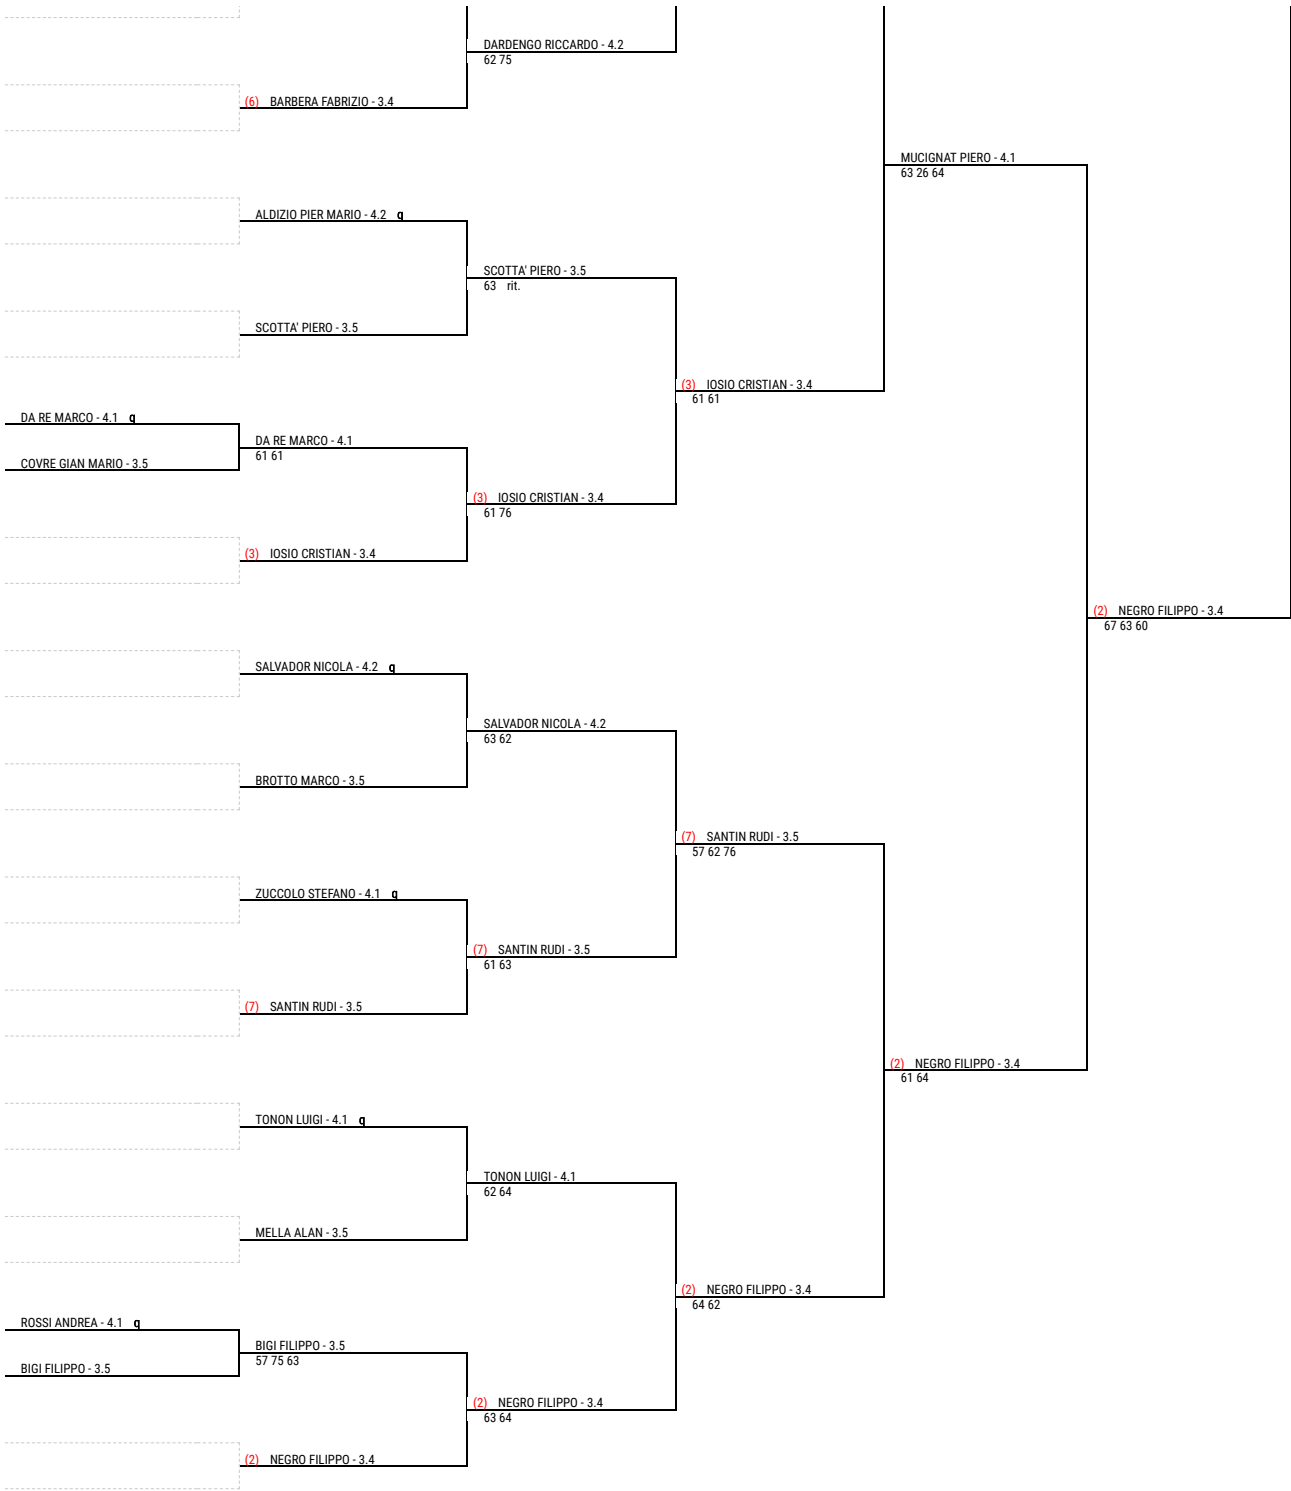 DARDENGO RICCARDO - 4.2
62 75
(6) BARBERA FABRIZIO - 3.4
MUCIGNAT PIERO - 4.1
63 26 64
ALDIZIO PIER MARIO - 4.2 q
SCOTTA' PIERO - 3.5
63 rit.
SCOTTA' PIERO - 3.5
(3) IOSIO CRISTIAN - 3.4
61 61
DA RE MARCO - 4.1 q
DA RE MARCO - 4.1
61 61
COVRE GIAN MARIO - 3.5
(3) IOSIO CRISTIAN - 3.4
61 76
(3) IOSIO CRISTIAN - 3.4
(2) NEGRO FILIPPO - 3.4
67 63 60
SALVADOR NICOLA - 4.2 q
SALVADOR NICOLA - 4.2
63 62
BROTTO MARCO - 3.5
(7) SANTIN RUDI - 3.5
57 62 76
ZUCCOLO STEFANO - 4.1 q
(7) SANTIN RUDI - 3.5
61 63
(7) SANTIN RUDI - 3.5
(2) NEGRO FILIPPO - 3.4
61 64
TONON LUIGI - 4.1 q
TONON LUIGI - 4.1
62 64
MELLA ALAN - 3.5
(2) NEGRO FILIPPO - 3.4
64 62
ROSSI ANDREA - 4.1 q
BIGI FILIPPO - 3.5
57 75 63
BIGI FILIPPO - 3.5
(2) NEGRO FILIPPO - 3.4
63 64
(2) NEGRO FILIPPO - 3.4